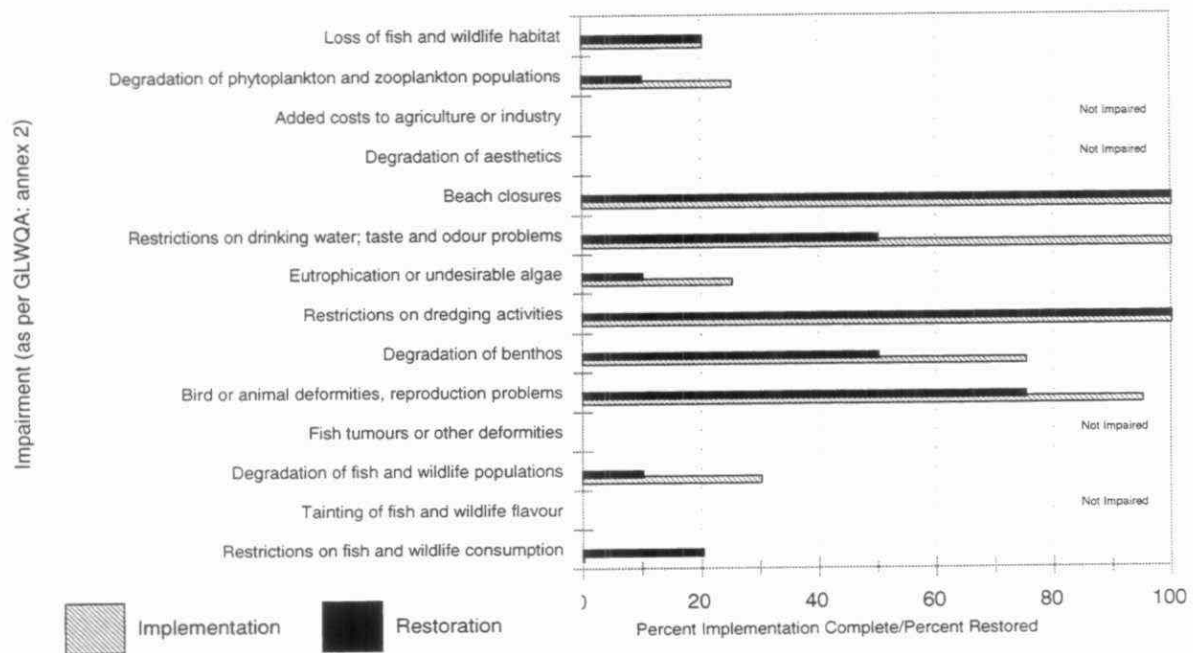 Impairment (as per GLWQA: annex 2)
Loss of fish and wildlife habitat
Degradation of phytoplankton and zooplankton populations
Added costs to agriculture or industry
Not Impaired
Degradation of aesthetics
Not Impaired
Beach closures
Restrictions on drinking water; taste and odour problems
Eutrophication or undesirable algae
Restrictions on dredging activities
Degradation of benthos
Bird or animal deformities, reproduction problems
Fish tumours or other deformities
Not Impaired
Degradation of fish and wildlife populations
Tainting of fish and wildlife flavour
Not Impaired
Restrictions on fish and wildlife consumption
0 20 40 60 80 100
Percent Implementation Complete/Percent Restored
Implementation
Restoration